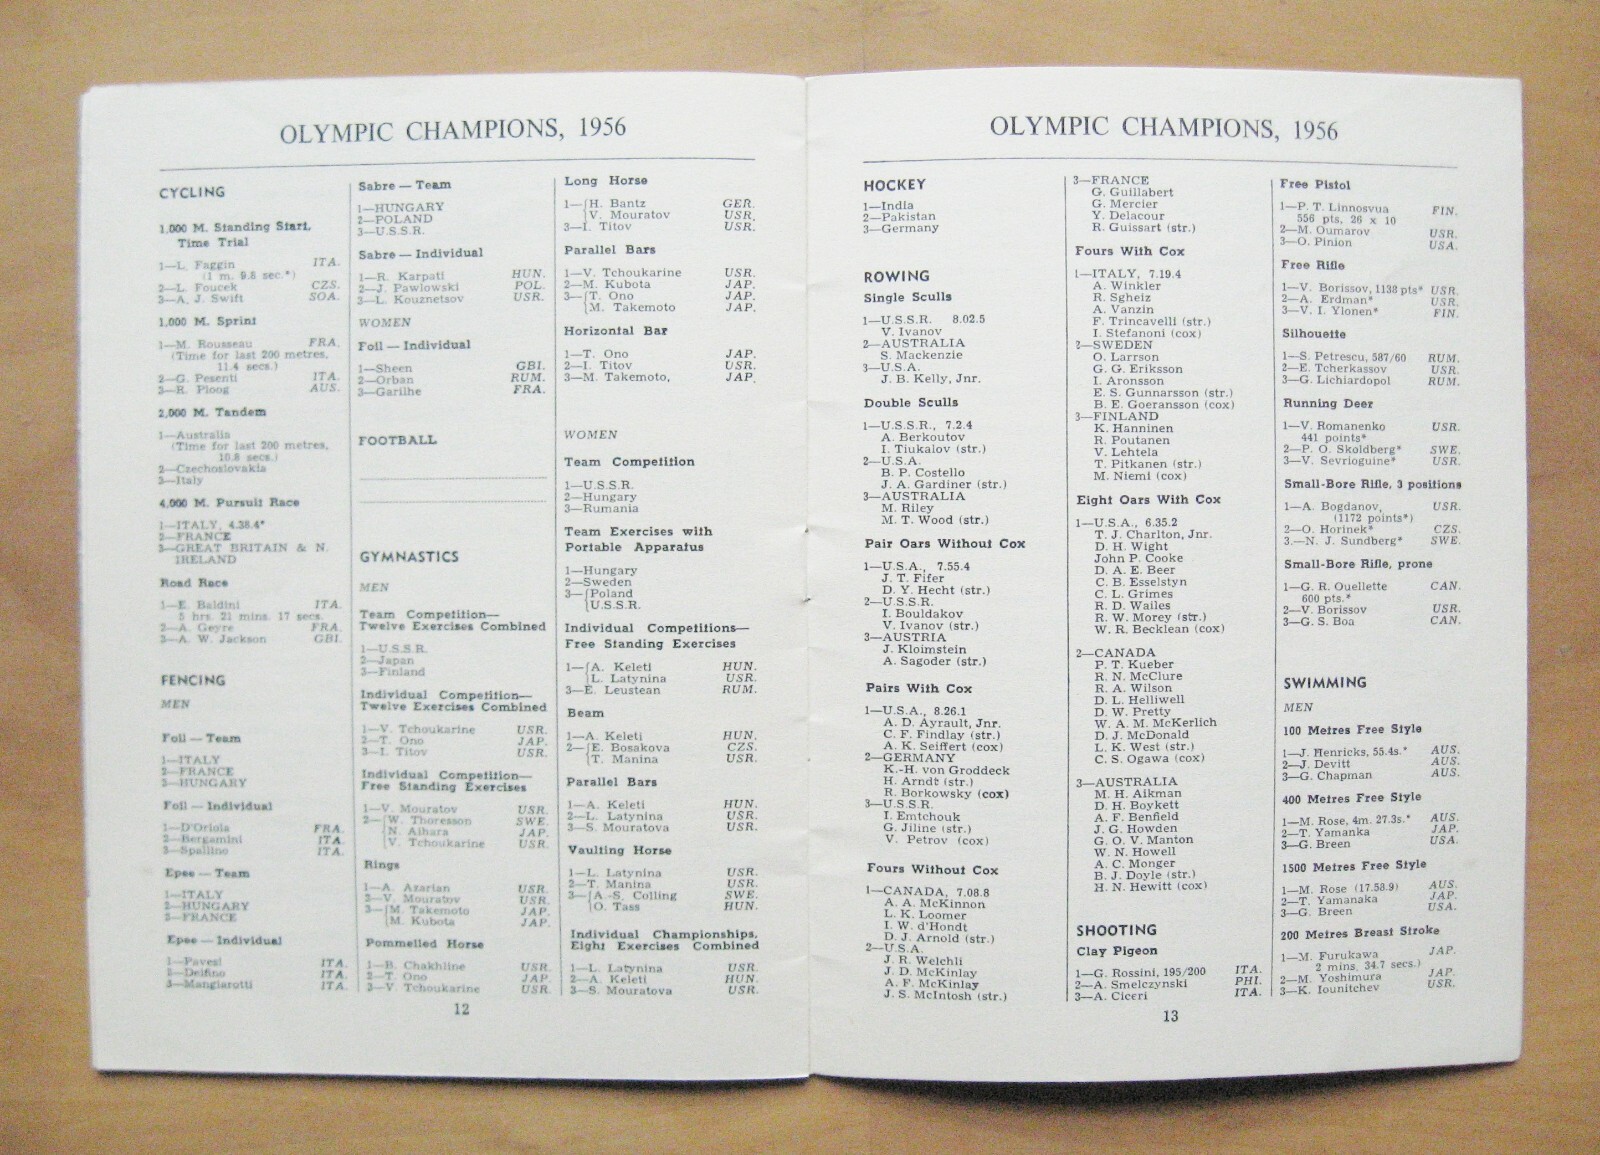 OLYMPIC CHAMPIONS, 1956
CYCLING
1,000 M. Standing Start,
Time Trial
1—L. Faggin ITA.
(1 m. 9.8 sec.*)
2—L. Foucek CZS.
3—A. J. Swift SOA.
1,000 M. Sprint
1—M. Rousseau FRA.
(Time for last 200 metres,
11.4 secs.)
2—G. Pesenti ITA.
3—R. Ploog AUS.
2,000 M. Tandem
1—Australia
(Time for last 200 metres,
10.8 secs.)
2—Czechoslovakia
3—Italy
4,000 M. Pursuit Race
1—ITALY, 4.38.4*
2—FRANCE
3—GREAT BRITAIN & N.
IRELAND
Road Race
1—E. Baldini ITA.
5 hrs. 21 mins. 17 secs.
2—A. Geyre FRA.
3—A. W. Jackson GBI.
FENCING
MEN
Foil — Team
1—ITALY
2—FRANCE
3—HUNGARY
Foil — Individual
1—D'Oriola FRA.
2—Bergamini ITA.
3—Spallino ITA.
Epee — Team
1—ITALY
2—HUNGARY
3—FRANCE
Epee — Individual
1—Pavesi ITA.
2—Delfino ITA.
3—Mangiarotti ITA.
Sabre — Team
1—HUNGARY
2—POLAND
3—U.S.S.R.
Sabre — Individual
1—R. Karpati HUN.
2—J. Pawlowski POL.
3—L. Kouznetsov USR.
WOMEN
Foil — Individual
1—Sheen GBI.
2—Orban RUM.
3—Garilhe FRA.
FOOTBALL
GYMNASTICS
MEN
Team Competition—
Twelve Exercises Combined
1—U.S.S.R.
2—Japan
3—Finland
Individual Competition—
Twelve Exercises Combined
1—V. Tchoukarine USR.
2—T. Ono JAP.
3—I. Titov USR.
Individual Competition—
Free Standing Exercises
1—V. Mouratov USR.
2—{W. Thoresson SWE.
{N. Aihara JAP.
{V. Tchoukarine USR.
Rings
1—A. Azarian USR.
2—V. Mouratov USR.
3—{M. Takemoto JAP.
{M. Kubota JAP.
Pommelled Horse
1—B. Chakhline USR.
2—T. Ono JAP.
3—V. Tchoukarine USR.
Long Horse
1—{H. Bantz GER.
{V. Mouratov USR.
3—I. Titov USR.
Parallel Bars
1—V. Tchoukarine USR.
2—M. Kubota JAP.
3—{T. Ono JAP.
{M. Takemoto JAP.
Horizontal Bar
1—T. Ono JAP.
2—I. Titov USR.
3—M. Takemoto, JAP.
WOMEN
Team Competition
1—U.S.S.R.
2—Hungary
3—Rumania
Team Exercises with
Portable Apparatus
1—Hungary
2—Sweden
3—{Poland
{U.S.S.R.
Individual Competitions—
Free Standing Exercises
1—{A. Keleti HUN.
{L. Latynina USR.
3—E. Leustean RUM.
Beam
1—A. Keleti HUN.
2—{E. Bosakova CZS.
{T. Manina USR.
Parallel Bars
1—A. Keleti HUN.
2—L. Latynina USR.
3—S. Mouratova USR.
Vaulting Horse
1—L. Latynina USR.
2—T. Manina USR.
3—{A.-S. Colling SWE.
{O. Tass HUN.
Individual Championships,
Eight Exercises Combined
1—L. Latynina USR.
2—A. Keleti HUN.
3—S. Mouratova USR.
12
OLYMPIC CHAMPIONS, 1956
HOCKEY
1—India
2—Pakistan
3—Germany
ROWING
Single Sculls
1—U.S.S.R. 8.02.5
V. Ivanov
2—AUSTRALIA
S. Mackenzie
3—U.S.A.
J. B. Kelly, Jnr.
Double Sculls
1—U.S.S.R., 7.2.4
A. Berkoutov
I. Tiukalov (str.)
2—U.S.A.
B. P. Costello
J. A. Gardiner (str.)
3—AUSTRALIA
M. Riley
M. T. Wood (str.)
Pair Oars Without Cox
1—U.S.A., 7.55.4
J. T. Fifer
D. Y. Hecht (str.)
2—U.S.S.R.
I. Bouldakov
V. Ivanov (str.)
3—AUSTRIA
J. Kloimstein
A. Sagoder (str.)
Pairs With Cox
1—U.S.A., 8.26.1
A. D. Ayrault, Jnr.
C. F. Findlay (str.)
A. K. Seiffert (cox)
2—GERMANY
K.-H. von Groddeck
H. Arndt (str.)
R. Borkowsky (cox)
3—U.S.S.R.
I. Emtchouk
G. Jiline (str.)
V. Petrov (cox)
Fours Without Cox
1—CANADA, 7.08.8
A. A. McKinnon
L. K. Loomer
I. W. d'Hondt
D. J. Arnold (str.)
2—U.S.A.
J. R. Welchli
J. D. McKinlay
A. F. McKinlay
J. S. McIntosh (str.)
3—FRANCE
G. Guillabert
G. Mercier
Y. Delacour
R. Guissart (str.)
Fours With Cox
1—ITALY, 7.19.4
A. Winkler
R. Sgheiz
A. Vanzin
F. Trincavelli (str.)
I. Stefanoni (cox)
2—SWEDEN
O. Larrson
G. G. Eriksson
I. Aronsson
E. S. Gunnarsson (str.)
B. E. Goeransson (cox)
3—FINLAND
K. Hanninen
R. Poutanen
V. Lehtela
T. Pitkanen (str.)
M. Niemi (cox)
Eight Oars With Cox
1—U.S.A., 6.35.2
T. J. Charlton, Jnr.
D. H. Wight
John P. Cooke
D. A. E. Beer
C. B. Esselstyn
C. L. Grimes
R. D. Wailes
R. W. Morey (str.)
W. R. Becklean (cox)
2—CANADA
P. T. Kueber
R. N. McClure
R. A. Wilson
D. L. Helliwell
D. W. Pretty
W. A. M. McKerlich
D. J. McDonald
L. K. West (str.)
C. S. Ogawa (cox)
3—AUSTRALIA
M. H. Aikman
D. H. Boykett
A. F. Benfield
J. G. Howden
G. O. V. Manton
W. N. Howell
A. C. Monger
B. J. Doyle (str.)
H. N. Hewitt (cox)
SHOOTING
Clay Pigeon
1—G. Rossini, 195/200 ITA.
2—A. Smelczynski PHI.
3—A. Ciceri ITA.
Free Pistol
1—P. T. Linnosvua FIN.
556 pts, 26 x 10
2—M. Oumarov USR.
3—O. Pinion USA.
Free Rifle
1—V. Borissov, 1138 pts* USR.
2—A. Erdman* USR.
3—V. I. Ylonen* FIN.
Silhouette
1—S. Petrescu, 587/60 RUM.
2—E. Tcherkassov USR.
3—G. Lichiardopol RUM.
Running Deer
1—V. Romanenko USR.
441 points*
2—P. O. Skoldberg* SWE.
3—V. Sevrioguine* USR.
Small-Bore Rifle, 3 positions
1—A. Bogdanov, USR.
(1172 points*)
2—O. Horinek* CZS.
3.—N. J. Sundberg* SWE.
Small-Bore Rifle, prone
1—G. R. Ouellette CAN.
600 pts.*
2—V. Borissov USR.
3—G. S. Boa CAN.
SWIMMING
MEN
100 Metres Free Style
1—J. Henricks, 55.4s.* AUS.
2—J. Devitt AUS.
3—G. Chapman AUS.
400 Metres Free Style
1—M. Rose, 4m. 27.3s.* AUS.
2—T. Yamanka JAP.
3—G. Breen USA.
1500 Metres Free Style
1—M. Rose (17.58.9) AUS.
2—T. Yamanaka JAP.
3—G. Breen USA.
200 Metres Breast Stroke
1—M. Furukawa JAP.
2 mins. 34.7 secs.)
2—M. Yoshimura JAP.
3—K. Iounitchev USR.
13